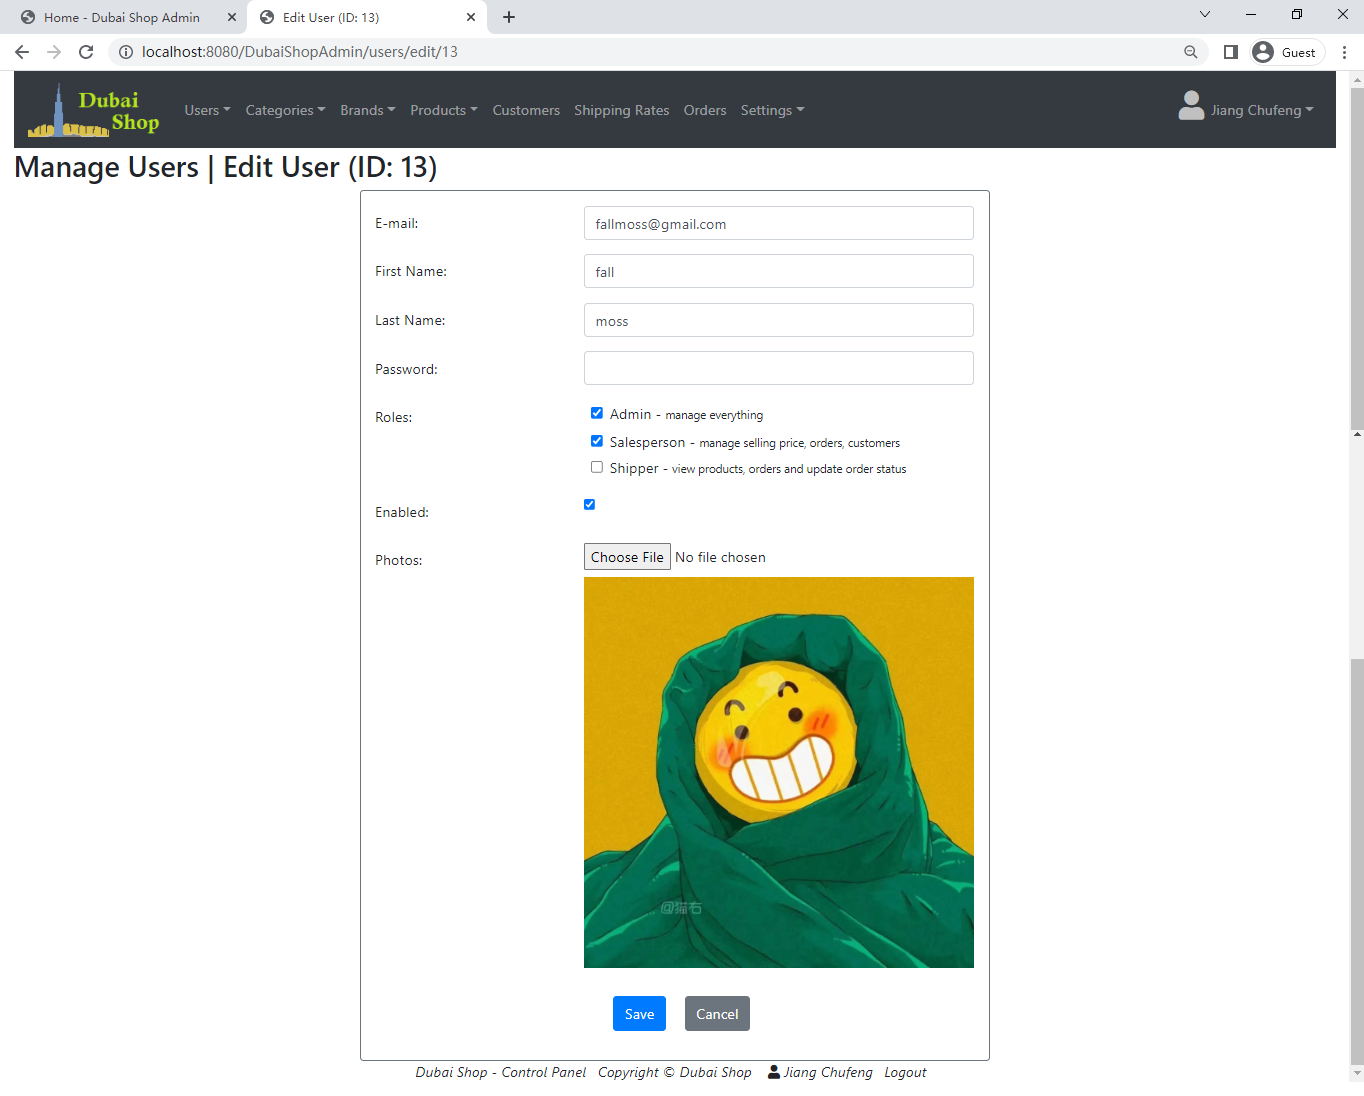 Home - Dubai Shop Admin
Edit User (ID: 13)
localhost:8080/DubaiShopAdmin/users/edit/13
Guest
Dubai
Shop
Users Categories Brands Products Customers Shipping Rates Orders Settings
Jiang Chufeng
Manage Users | Edit User (ID: 13)
E-mail: fallmoss@gmail.com
First Name: fall
Last Name: moss
Password:
Roles: Admin - manage everything
Salesperson - manage selling price, orders, customers
Shipper - view products, orders and update order status
Enabled:
Photos: Choose File No file chosen
@猫右
Save Cancel
Dubai Shop - Control Panel Copyright © Dubai Shop Jiang Chufeng Logout